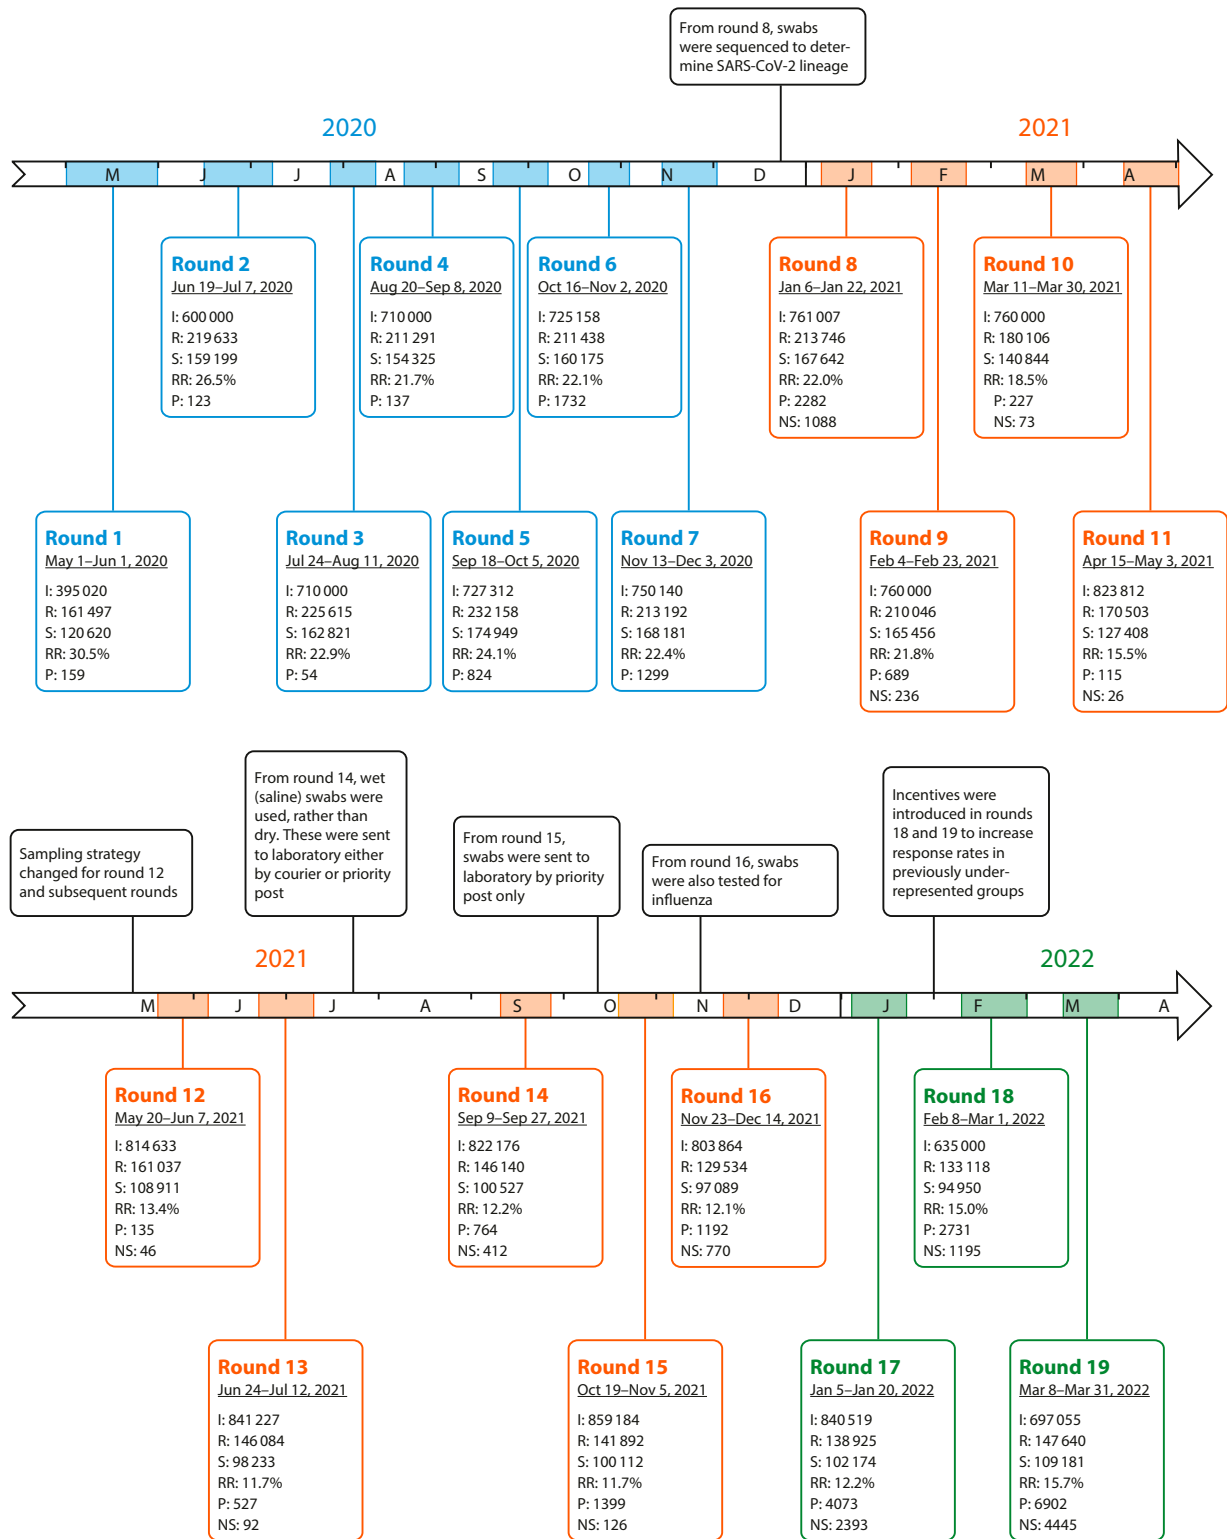 From round 8, swabs
were sequenced to deter-
mine SARS-CoV-2 lineage
2020
2021
M J J A S O N D J F M A
Round 2
Jun 19–Jul 7, 2020
I: 600 000
R: 219 633
S: 159 199
RR: 26.5%
P: 123
Round 4
Aug 20–Sep 8, 2020
I: 710 000
R: 211 291
S: 154 325
RR: 21.7%
P: 137
Round 6
Oct 16–Nov 2, 2020
I: 725 158
R: 211 438
S: 160 175
RR: 22.1%
P: 1732
Round 8
Jan 6–Jan 22, 2021
I: 761 007
R: 213 746
S: 167 642
RR: 22.0%
P: 2282
NS: 1088
Round 10
Mar 11–Mar 30, 2021
I: 760 000
R: 180 106
S: 140 844
RR: 18.5%
P: 227
NS: 73
Round 1
May 1–Jun 1, 2020
I: 395 020
R: 161 497
S: 120 620
RR: 30.5%
P: 159
Round 3
Jul 24–Aug 11, 2020
I: 710 000
R: 225 615
S: 162 821
RR: 22.9%
P: 54
Round 5
Sep 18–Oct 5, 2020
I: 727 312
R: 232 158
S: 174 949
RR: 24.1%
P: 824
Round 7
Nov 13–Dec 3, 2020
I: 750 140
R: 213 192
S: 168 181
RR: 22.4%
P: 1299
Round 9
Feb 4–Feb 23, 2021
I: 760 000
R: 210 046
S: 165 456
RR: 21.8%
P: 689
NS: 236
Round 11
Apr 15–May 3, 2021
I: 823 812
R: 170 503
S: 127 408
RR: 15.5%
P: 115
NS: 26
Sampling strategy
changed for round 12
and subsequent rounds
From round 14, wet
(saline) swabs were
used, rather than
dry. These were sent
to laboratory either
by courier or priority
post
From round 15,
swabs were sent to
laboratory by priority
post only
From round 16, swabs
were also tested for
influenza
Incentives were
introduced in rounds
18 and 19 to increase
response rates in
previously under-
represented groups
2021
2022
M J J A S O N D J F M A
Round 12
May 20–Jun 7, 2021
I: 814 633
R: 161 037
S: 108 911
RR: 13.4%
P: 135
NS: 46
Round 14
Sep 9–Sep 27, 2021
I: 822 176
R: 146 140
S: 100 527
RR: 12.2%
P: 764
NS: 412
Round 16
Nov 23–Dec 14, 2021
I: 803 864
R: 129 534
S: 97 089
RR: 12.1%
P: 1192
NS: 770
Round 18
Feb 8–Mar 1, 2022
I: 635 000
R: 133 118
S: 94 950
RR: 15.0%
P: 2731
NS: 1195
Round 13
Jun 24–Jul 12, 2021
I: 841 227
R: 146 084
S: 98 233
RR: 11.7%
P: 527
NS: 92
Round 15
Oct 19–Nov 5, 2021
I: 859 184
R: 141 892
S: 100 112
RR: 11.7%
P: 1399
NS: 126
Round 17
Jan 5–Jan 20, 2022
I: 840 519
R: 138 925
S: 102 174
RR: 12.2%
P: 4073
NS: 2393
Round 19
Mar 8–Mar 31, 2022
I: 697 055
R: 147 640
S: 109 181
RR: 15.7%
P: 6902
NS: 4445